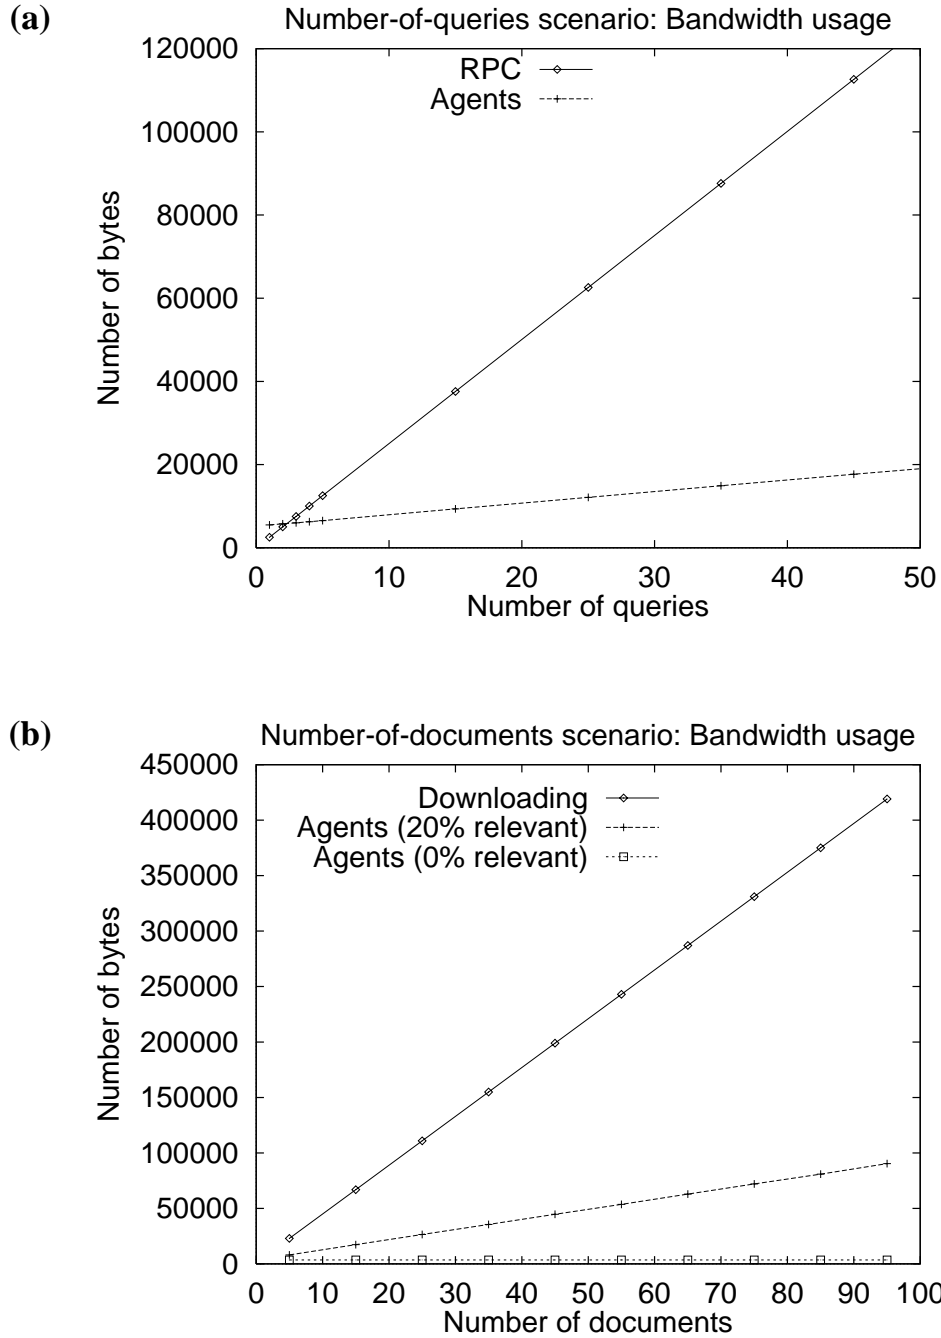 (a)
Number-of-queries scenario: Bandwidth usage
120000
100000
80000
60000
40000
20000
0
Number of bytes
RPC
Agents
0 10 20 30 40 50
Number of queries
(b)
Number-of-documents scenario: Bandwidth usage
450000
400000
350000
300000
250000
200000
150000
100000
50000
0
Number of bytes
Downloading
Agents (20% relevant)
Agents (0% relevant)
0 10 20 30 40 50 60 70 80 90 100
Number of documents